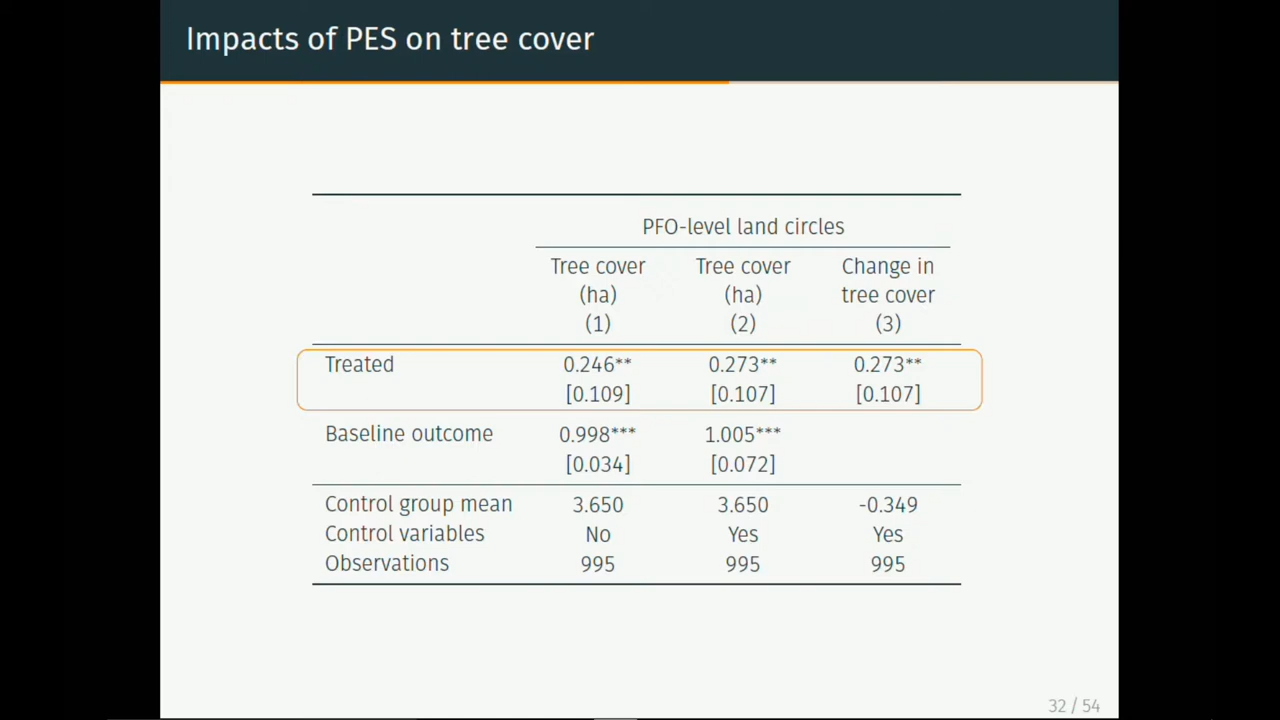 Impacts of PES on tree cover
PFO-level land circles
Tree cover Tree cover Change in
(ha) (ha) tree cover
(1) (2) (3)
Treated 0.246** 0.273** 0.273**
[0.109] [0.107] [0.107]
Baseline outcome 0.998*** 1.005***
[0.034] [0.072]
Control group mean 3.650 3.650 -0.349
Control variables No Yes Yes
Observations 995 995 995
32 / 54